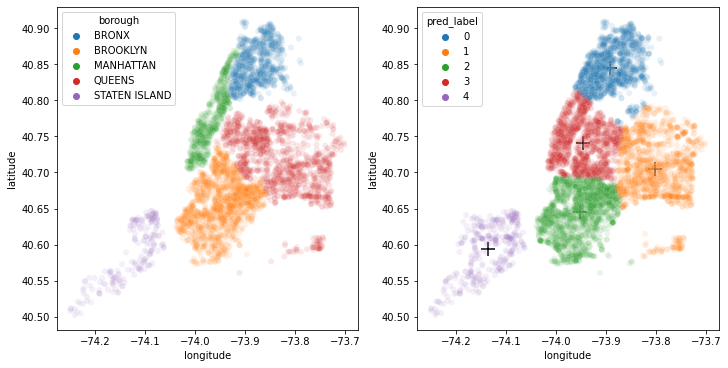 borough
BRONX
BROOKLYN
MANHATTAN
QUEENS
STATEN ISLAND
40.90
40.85
40.80
40.75
40.70
40.65
40.60
40.55
40.50
latitude
−74.2 −74.1 −74.0 −73.9 −73.8 −73.7
longitude
pred_label
0
1
2
3
4
40.90
40.85
40.80
40.75
40.70
40.65
40.60
40.55
40.50
latitude
−74.2 −74.1 −74.0 −73.9 −73.8 −73.7
longitude